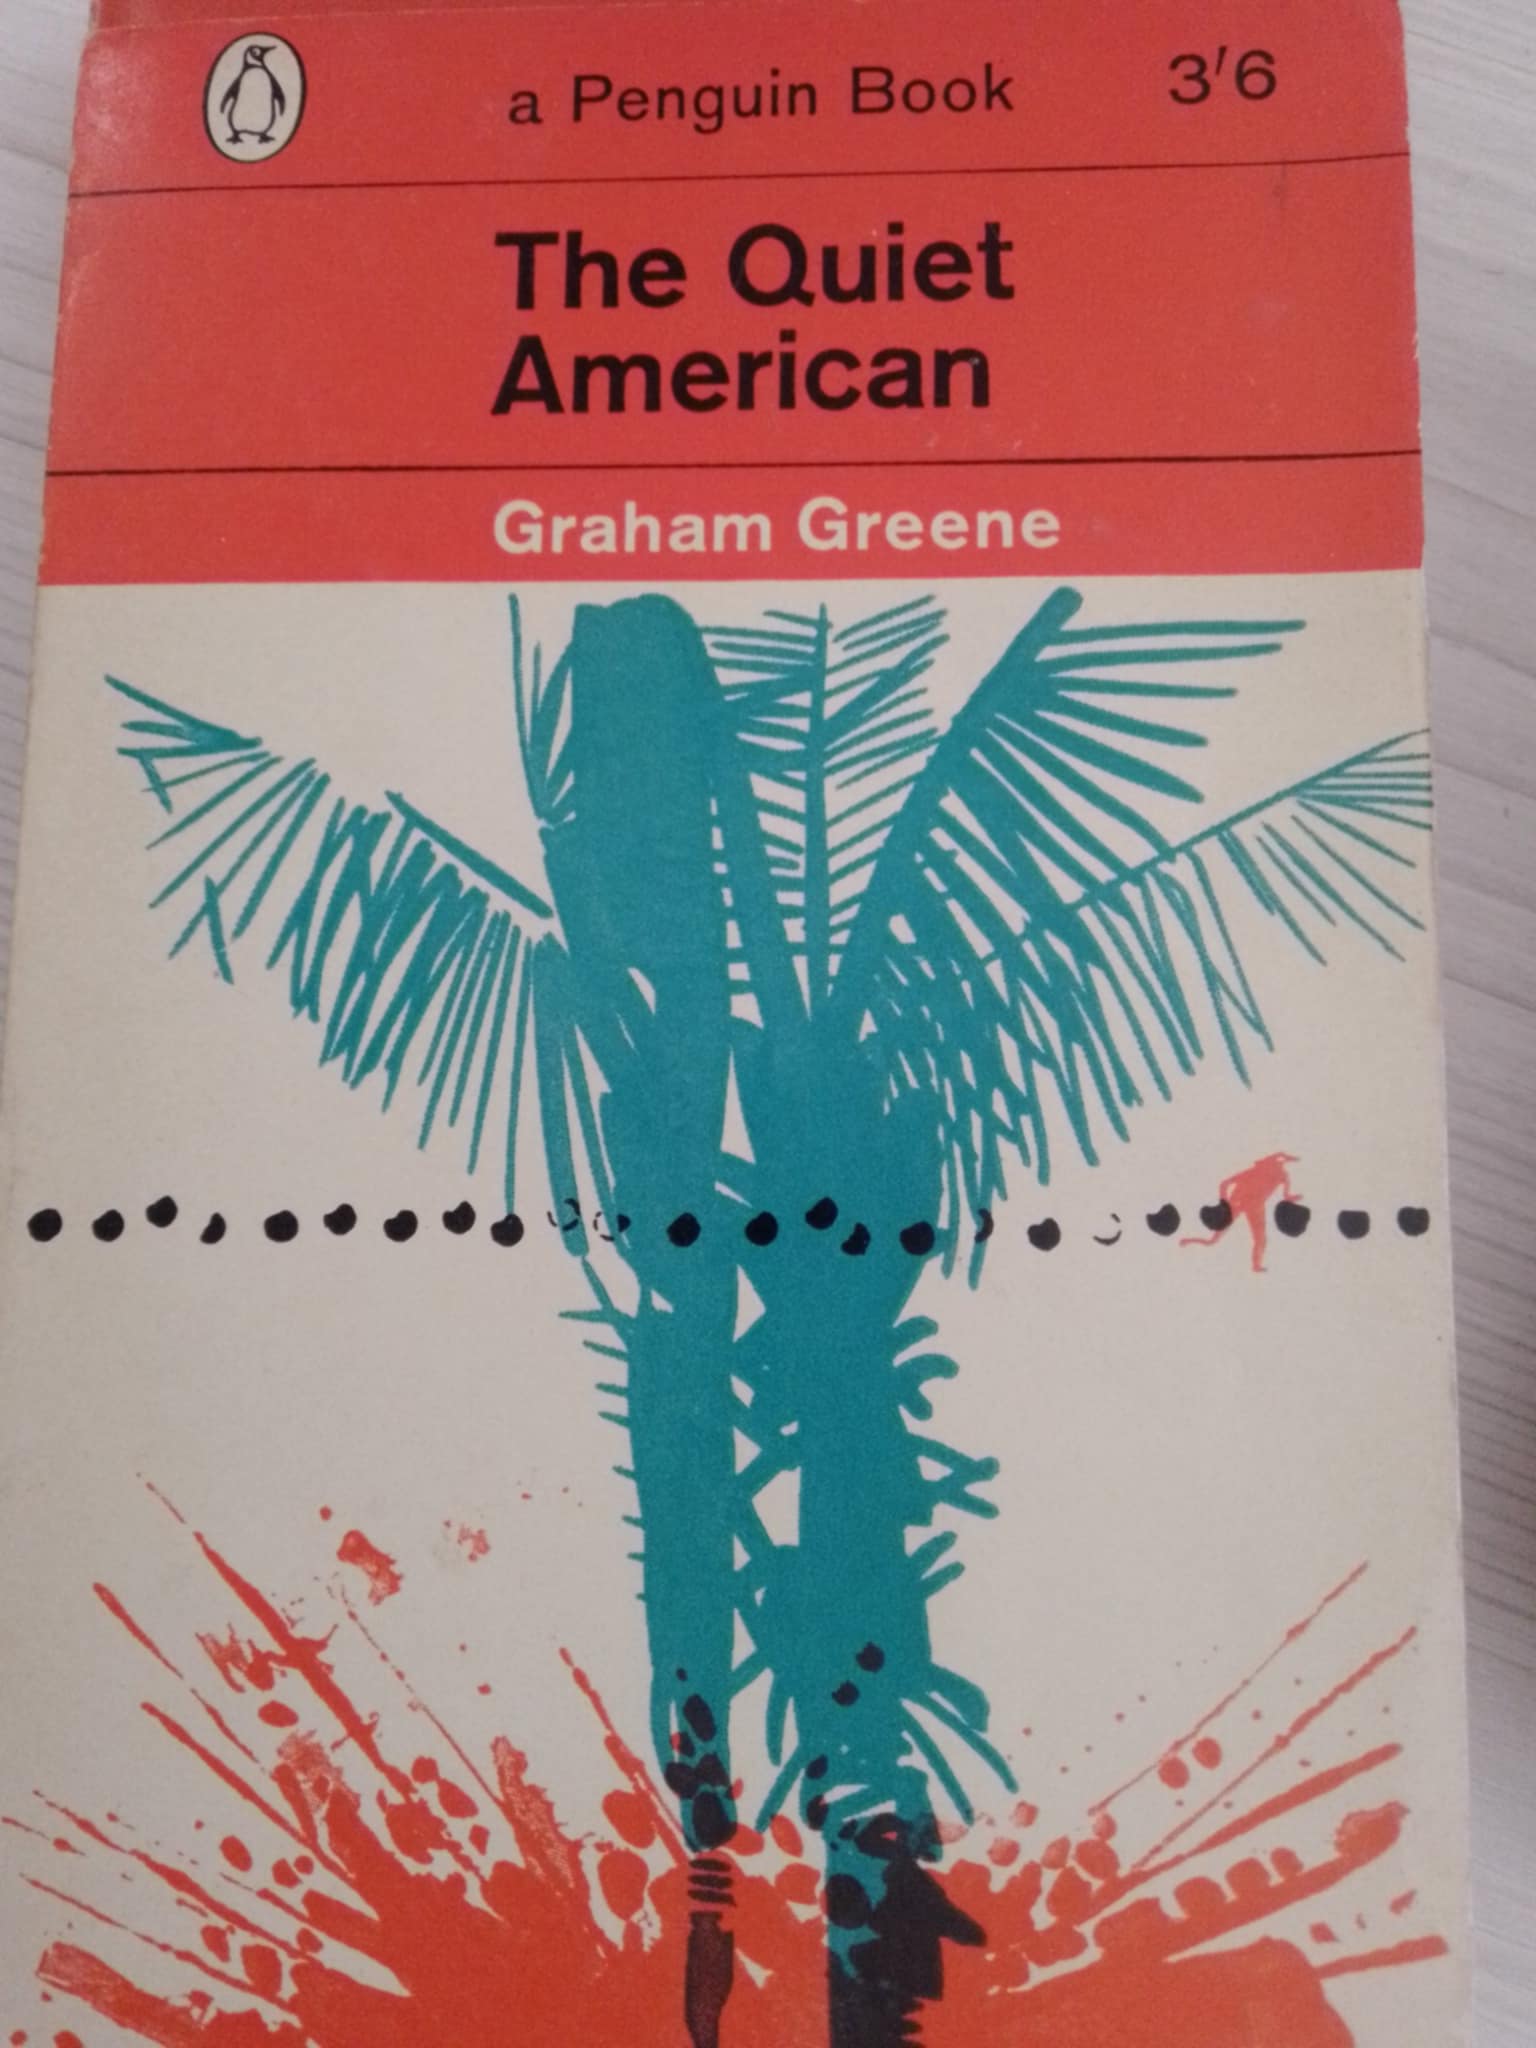 a Penguin Book 3'6
The Quiet
American
Graham Greene